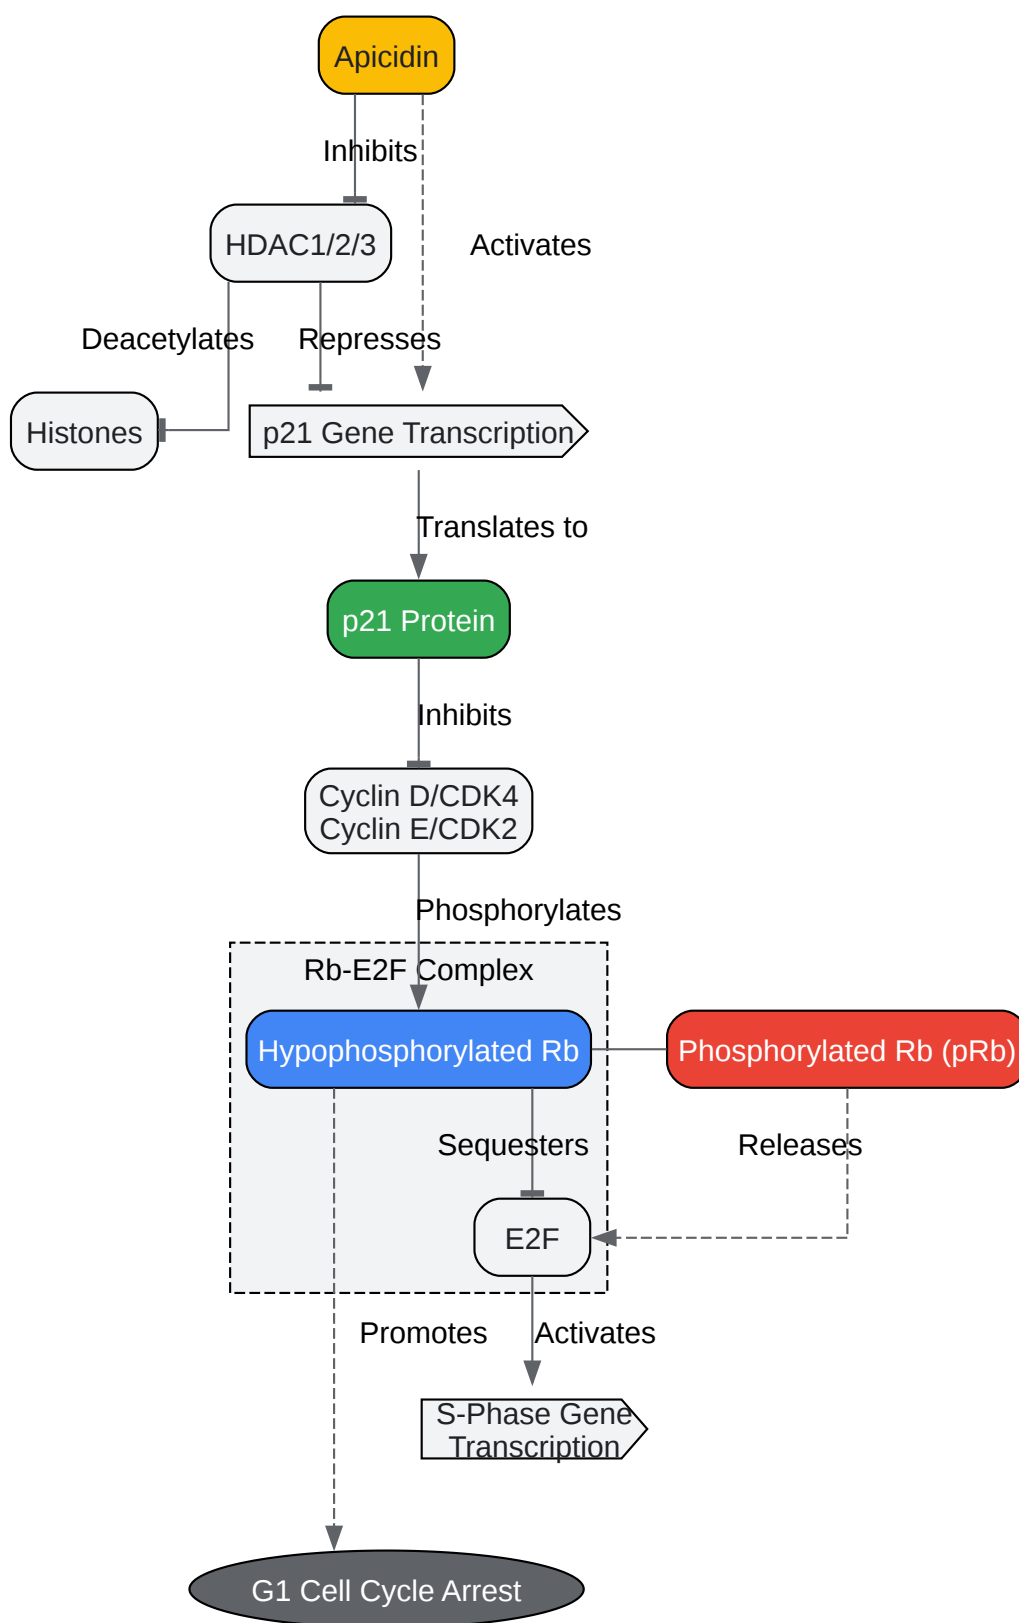 Apicidin
Inhibits
HDAC1/2/3
Activates
Deacetylates
Represses
Histones
p21 Gene Transcription
Translates to
p21 Protein
Inhibits
Cyclin D/CDK4
Cyclin E/CDK2
Phosphorylates
Rb-E2F Complex
Hypophosphorylated Rb
Phosphorylated Rb (pRb)
Sequesters
Releases
E2F
Promotes
Activates
S-Phase Gene
Transcription
G1 Cell Cycle Arrest